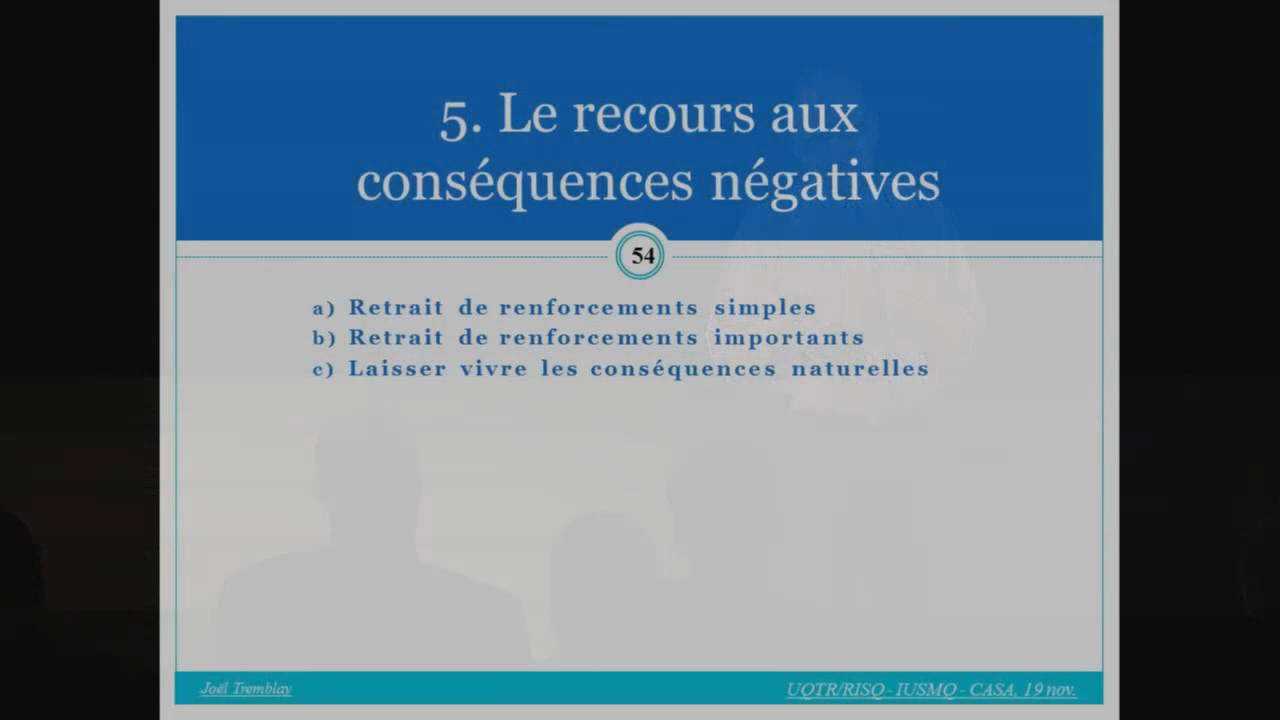 5. Le recours aux
conséquences négatives
54
a) Retrait de renforcements simples
b) Retrait de renforcements importants
c) Laisser vivre les conséquences naturelles
Joël Tremblay
UQTR/RISQ - IUSMQ - CASA, 19 nov.